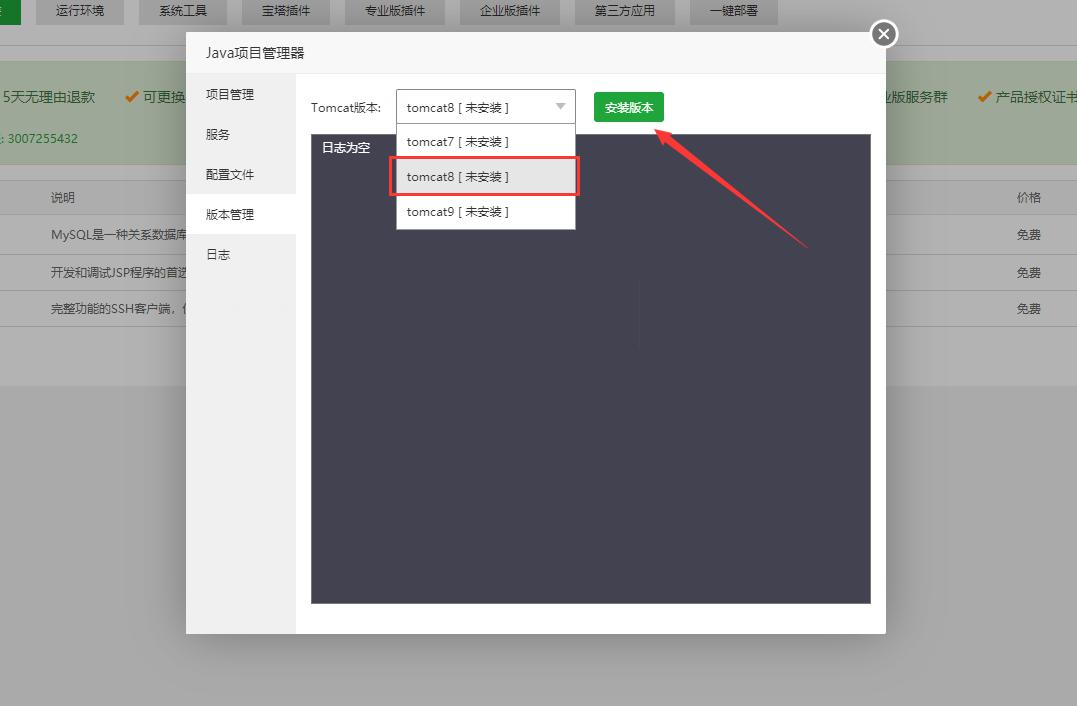 运行环境 系统工具 宝塔插件 专业版插件 企业版插件 第三方应用 一键部署
Java项目管理器
5天无理由退款 可更换 业版服务群 产品授权证书
: 3007255432
项目管理
服务
配置文件
版本管理
日志
Tomcat版本: tomcat8 [ 未安装 ] 安装版本
tomcat7 [ 未安装 ]
tomcat8 [ 未安装 ]
tomcat9 [ 未安装 ]
日志为空
说明 价格
MySQL是一种关系数据库 免费
开发和调试JSP程序的首选 免费
完整功能的SSH客户端， 免费